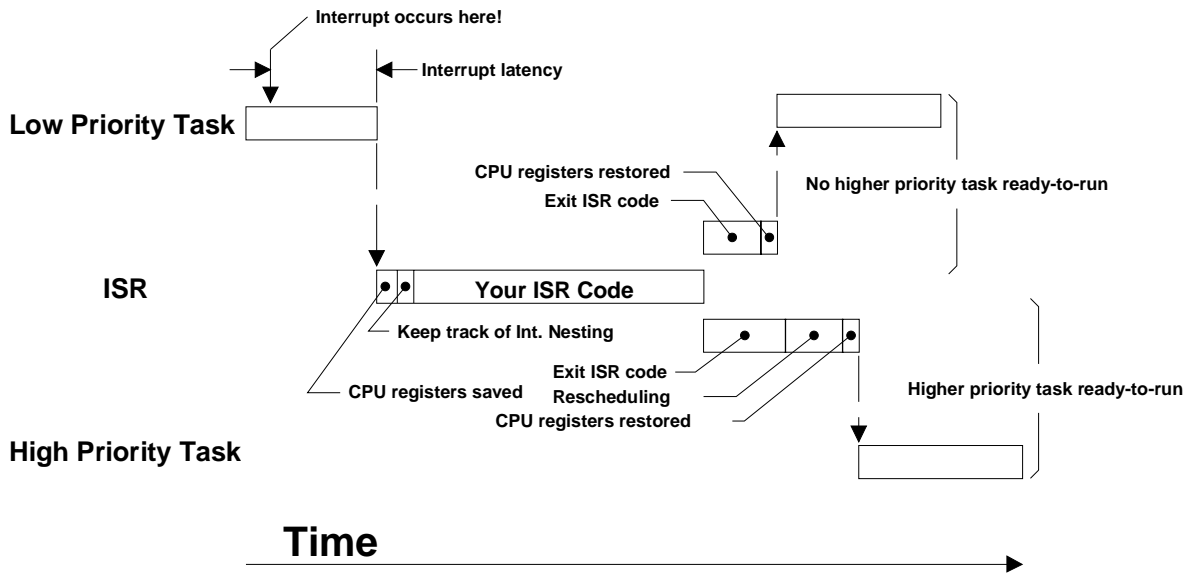 Interrupt occurs here!
Interrupt latency
Low Priority Task
CPU registers restored
No higher priority task ready-to-run
Exit ISR code
ISR
Your ISR Code
Keep track of Int. Nesting
Exit ISR code
CPU registers saved
Rescheduling
Higher priority task ready-to-run
CPU registers restored
High Priority Task
Time